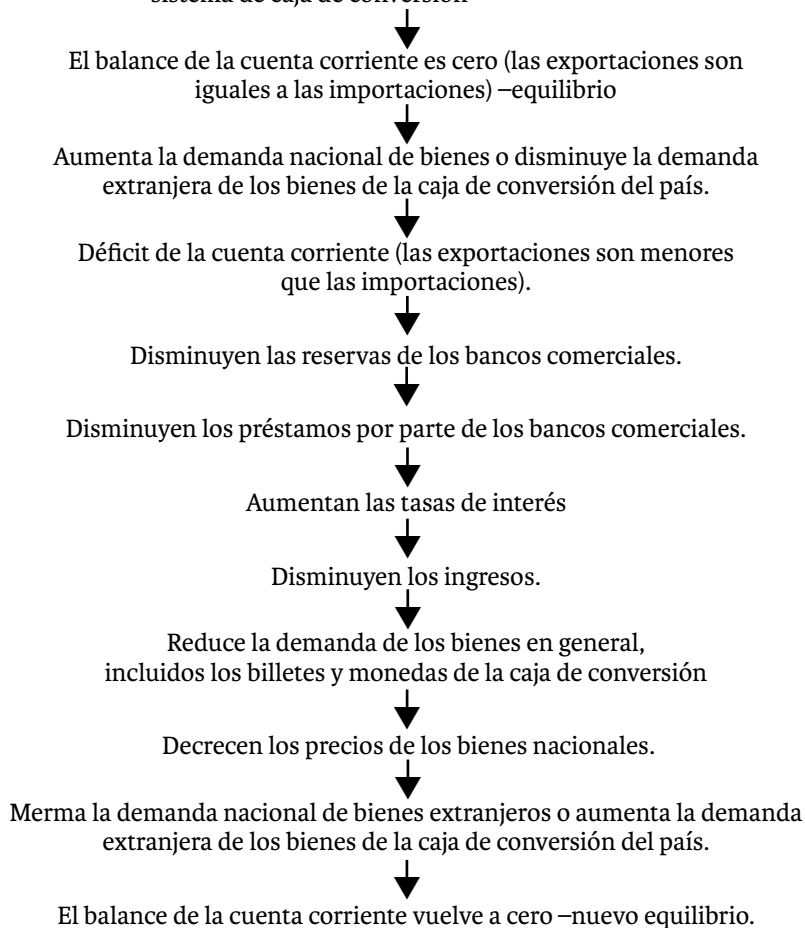 sistema de caja de conversión
El balance de la cuenta corriente es cero (las exportaciones son
iguales a las importaciones) –equilibrio
Aumenta la demanda nacional de bienes o disminuye la demanda
extranjera de los bienes de la caja de conversión del país.
Déficit de la cuenta corriente (las exportaciones son menores
que las importaciones).
Disminuyen las reservas de los bancos comerciales.
Disminuyen los préstamos por parte de los bancos comerciales.
Aumentan las tasas de interés
Disminuyen los ingresos.
Reduce la demanda de los bienes en general,
incluidos los billetes y monedas de la caja de conversión
Decrecen los precios de los bienes nacionales.
Merma la demanda nacional de bienes extranjeros o aumenta la demanda
extranjera de los bienes de la caja de conversión del país.
El balance de la cuenta corriente vuelve a cero –nuevo equilibrio.